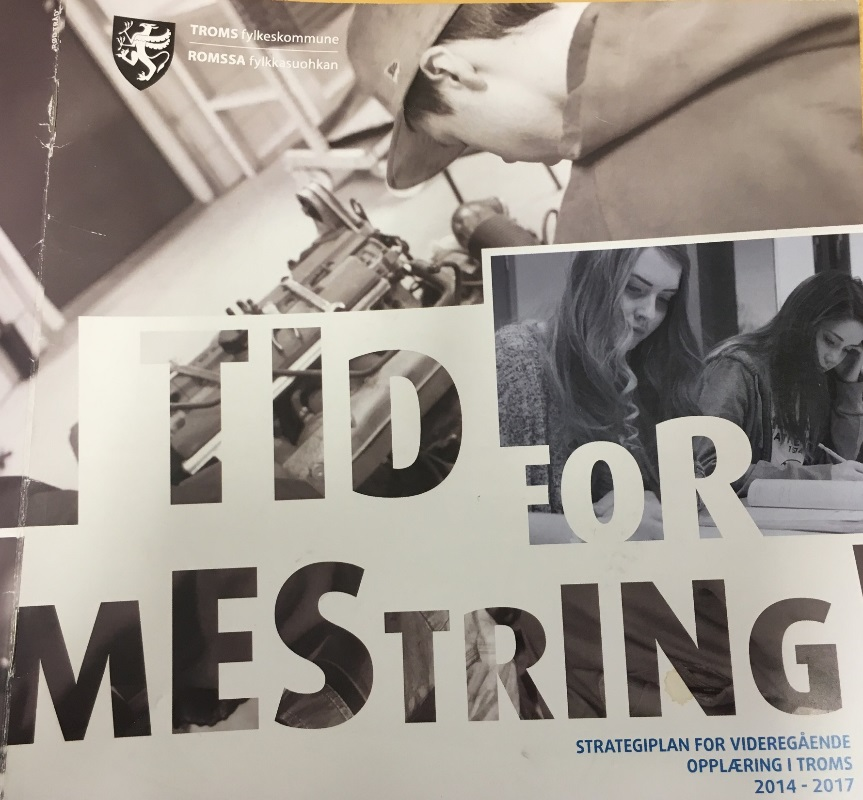 TROMS fylkeskommune
ROMSSA fylkkasuohkan
TID
FOR
MESTRING
STRATEGIPLAN FOR VIDEREGÅENDE
OPPLÆRING I TROMS
2014 - 2017